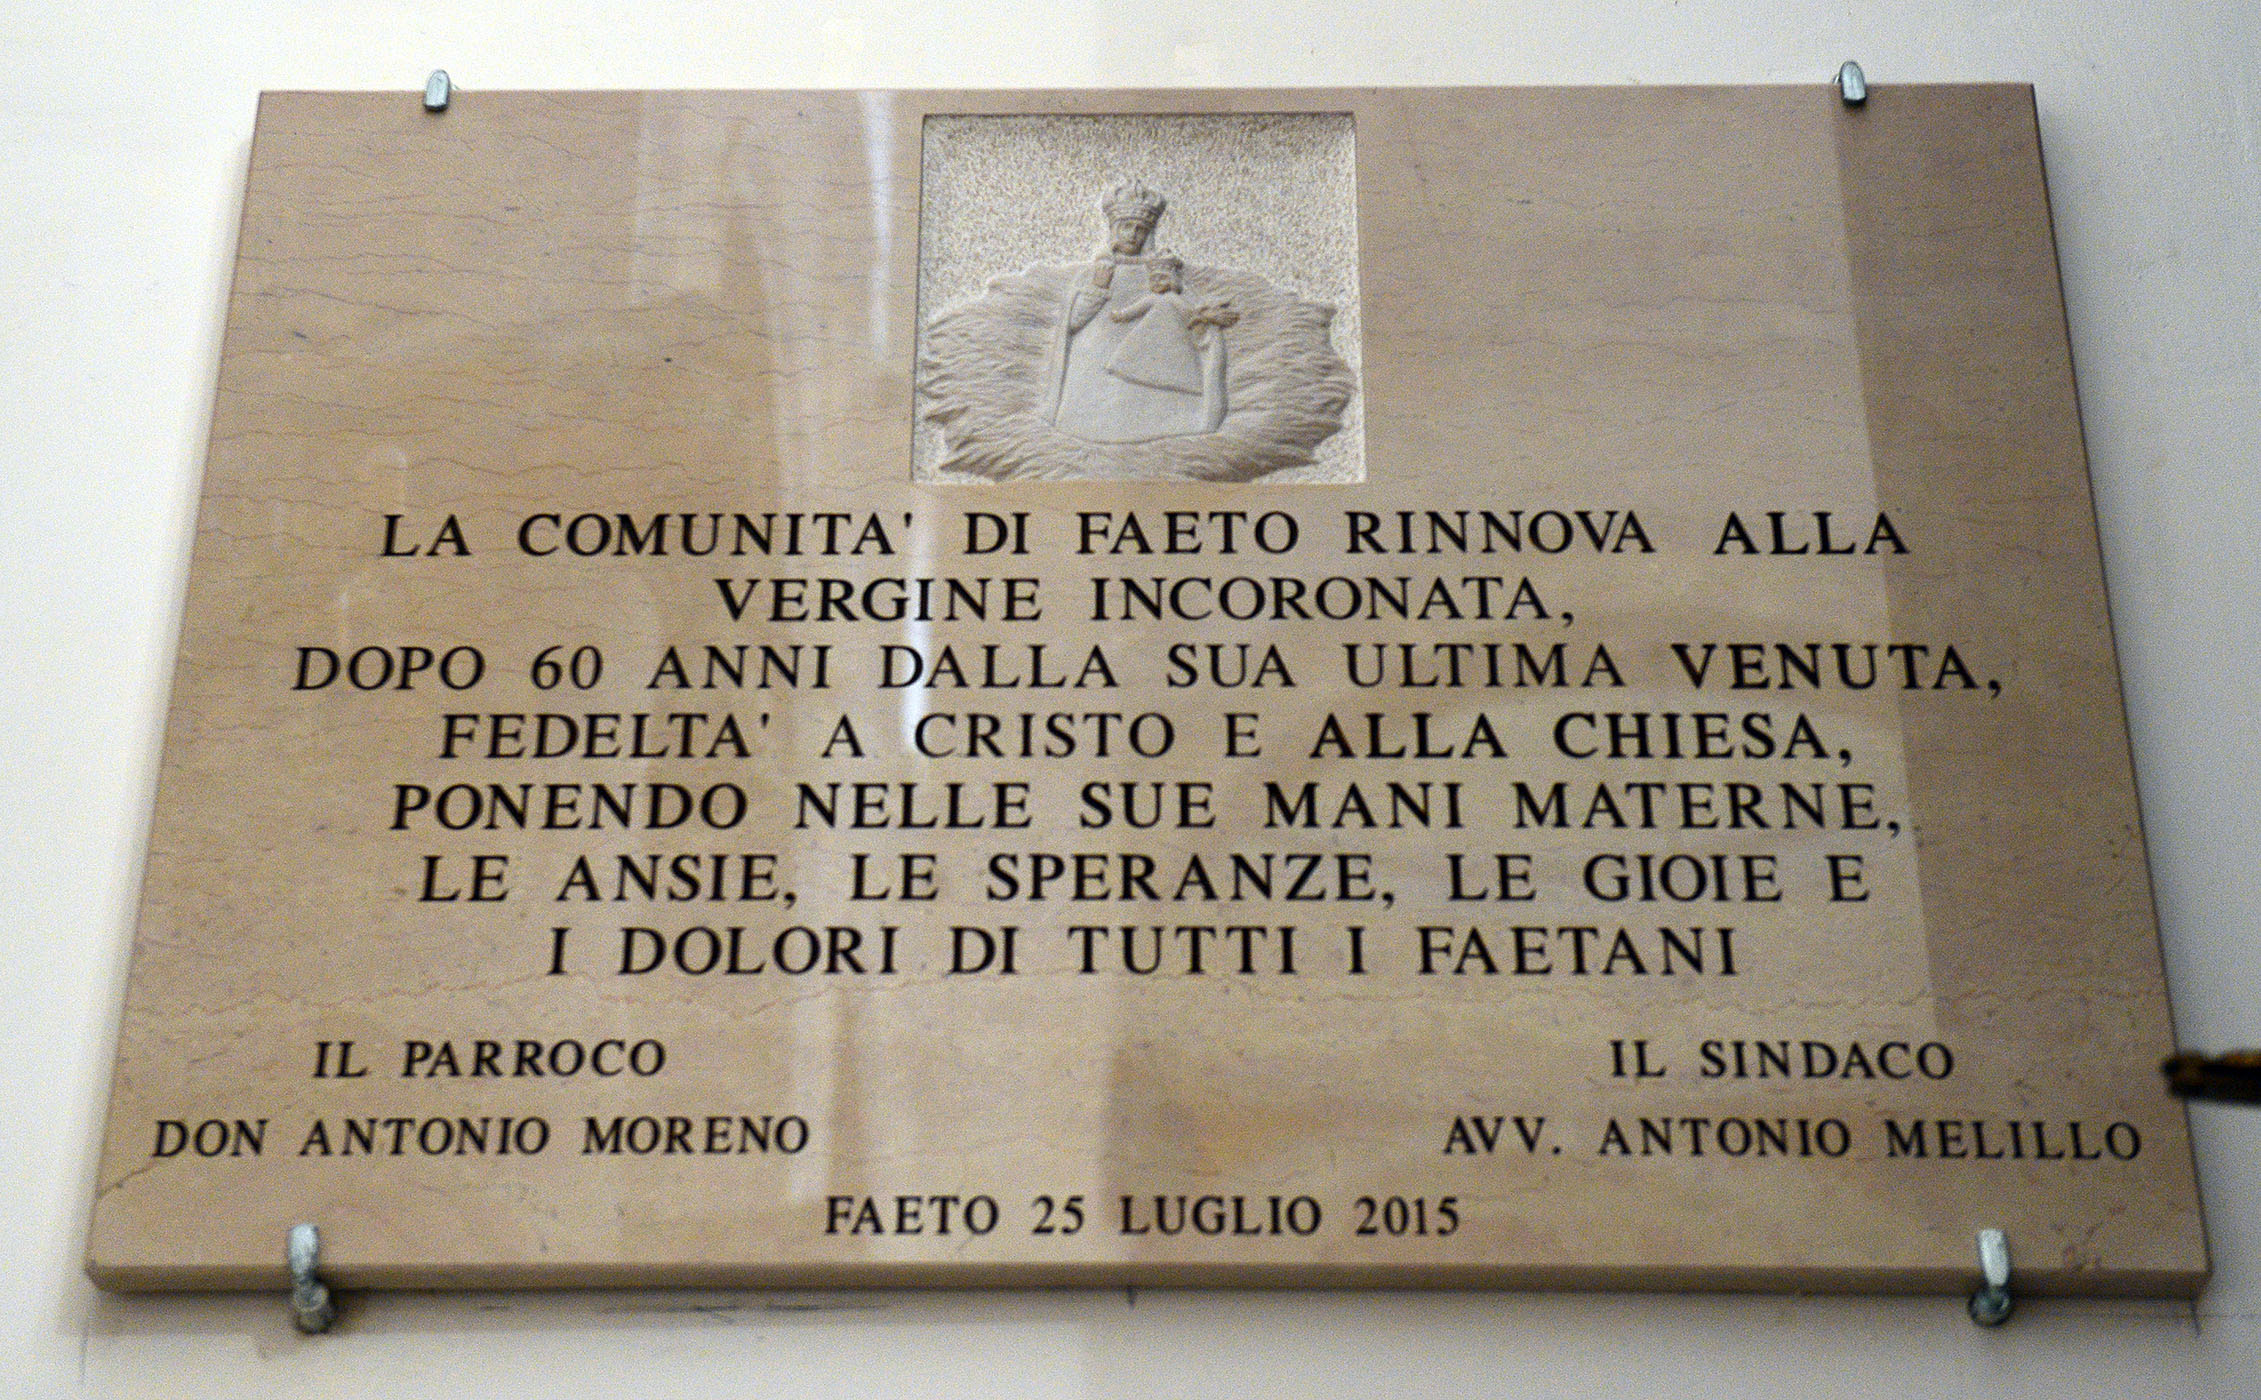 LA COMUNITA' DI FAETO RINNOVA ALLA
VERGINE INCORONATA,
DOPO 60 ANNI DALLA SUA ULTIMA VENUTA,
FEDELTA' A CRISTO E ALLA CHIESA,
PONENDO NELLE SUE MANI MATERNE,
LE ANSIE, LE SPERANZE, LE GIOIE E
I DOLORI DI TUTTI I FAETANI
IL PARROCO
DON ANTONIO MORENO
IL SINDACO
AVV. ANTONIO MELILLO
FAETO 25 LUGLIO 2015